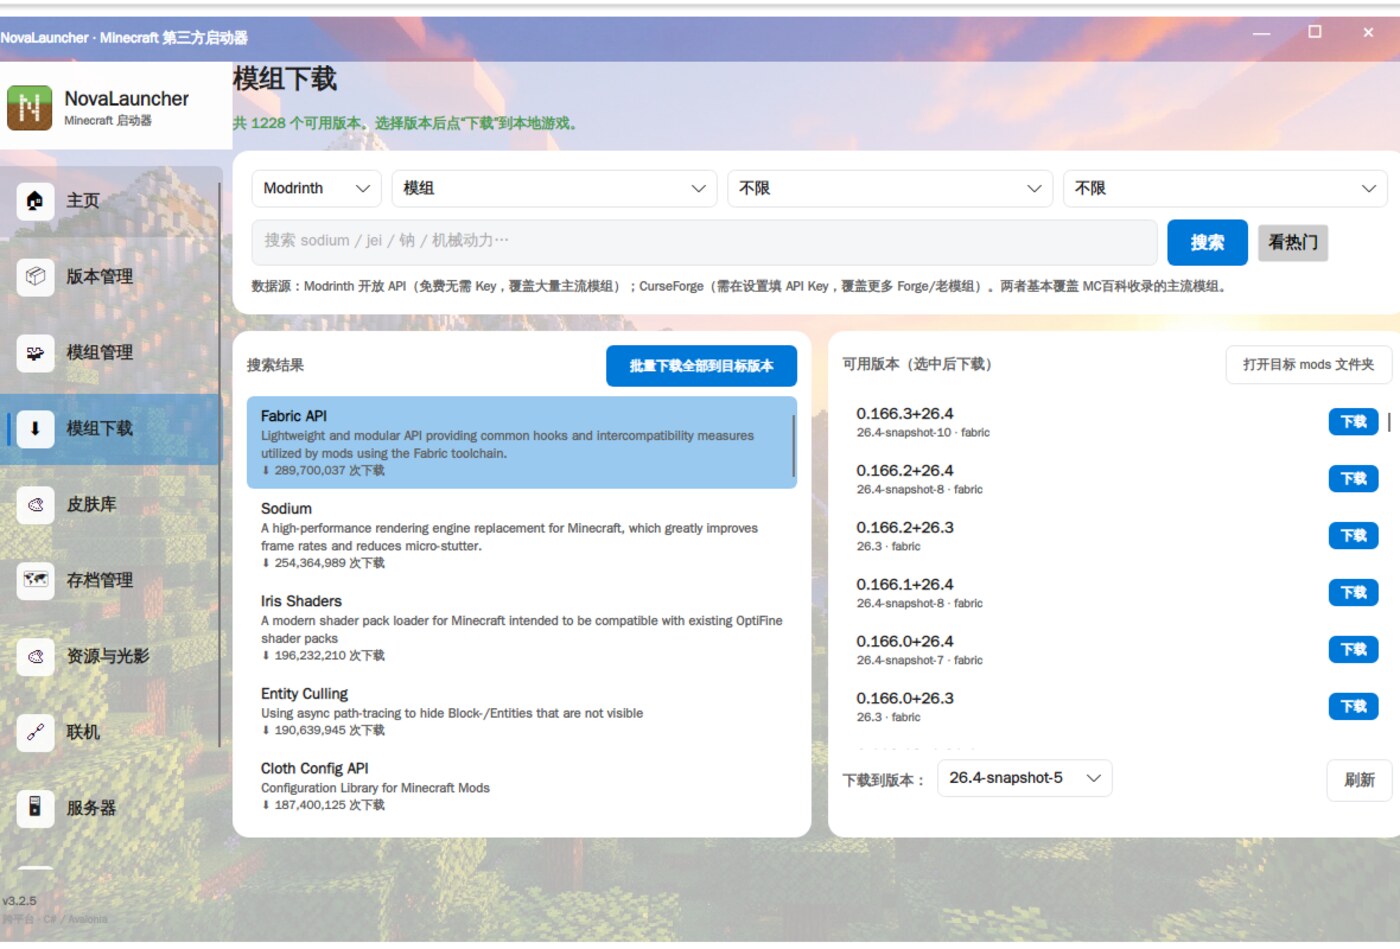 NovaLauncher · Minecraft 第三方启动器
NovaLauncher
Minecraft 启动器
主页
版本管理
模组管理
模组下载
皮肤库
存档管理
资源与光影
联机
服务器
v3.2.5
跨平台 · C# / Avalonia
模组下载
共 1228 个可用版本。选择版本后点“下载”到本地游戏。
Modrinth
模组
不限
不限
搜索 sodium / jei / 钠 / 机械动力…
搜索
看热门
数据源：Modrinth 开放 API（免费无需 Key，覆盖大量主流模组）；CurseForge（需在设置填 API Key，覆盖更多 Forge/老模组）。两者基本覆盖 MC百科收录的主流模组。
搜索结果
批量下载全部到目标版本
Fabric API
Lightweight and modular API providing common hooks and intercompatibility measures
utilized by mods using the Fabric toolchain.
⬇ 289,700,037 次下载
Sodium
A high-performance rendering engine replacement for Minecraft, which greatly improves
frame rates and reduces micro-stutter.
⬇ 254,364,989 次下载
Iris Shaders
A modern shader pack loader for Minecraft intended to be compatible with existing OptiFine
shader packs
⬇ 196,232,210 次下载
Entity Culling
Using async path-tracing to hide Block-/Entities that are not visible
⬇ 190,639,945 次下载
Cloth Config API
Configuration Library for Minecraft Mods
⬇ 187,400,125 次下载
可用版本（选中后下载）
打开目标 mods 文件夹
0.166.3+26.4
26.4-snapshot-10 · fabric
下载
0.166.2+26.4
26.4-snapshot-8 · fabric
下载
0.166.2+26.3
26.3 · fabric
下载
0.166.1+26.4
26.4-snapshot-8 · fabric
下载
0.166.0+26.4
26.4-snapshot-7 · fabric
下载
0.166.0+26.3
26.3 · fabric
下载
下载到版本：
26.4-snapshot-5
刷新